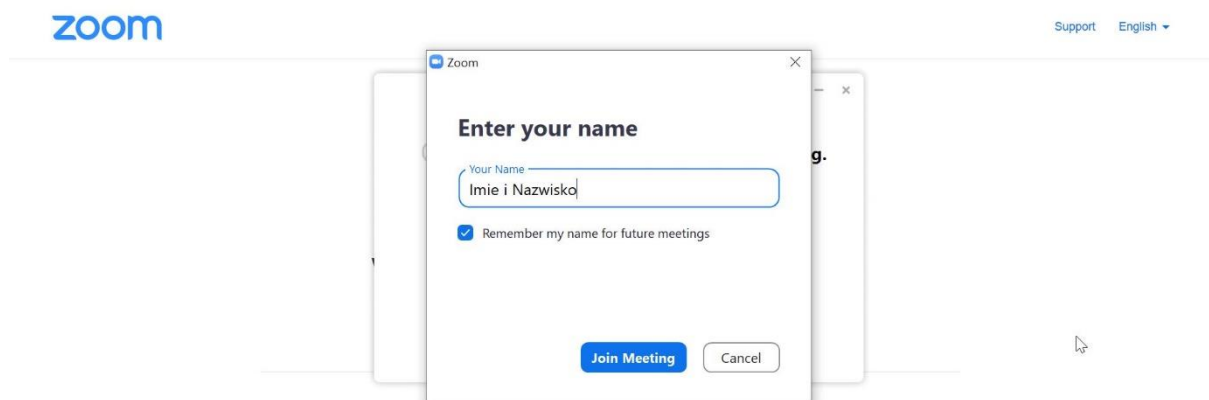 zoom
Support English
Zoom
Enter your name
g.
Your Name
Imie i Nazwisko
Remember my name for future meetings
Join Meeting Cancel